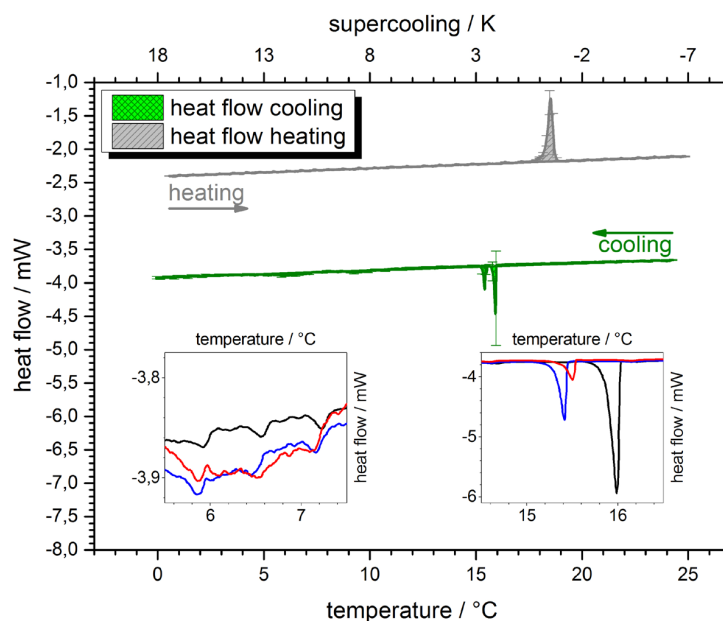 supercooling / K
18 13 8 3 -2 -7
-1,0
-1,5
-2,0
-2,5
-3,0
-3,5
-4,0
-4,5
-5,0
-5,5
-6,0
-6,5
-7,0
-7,5
-8,0
heat flow / mW
heat flow cooling
heat flow heating
heating
cooling
temperature / °C
-3,8
-3,9
6 7
heat flow / mW
temperature / °C
-4
-5
-6
15 16
heat flow / mW
0 5 10 15 20 25
temperature / °C